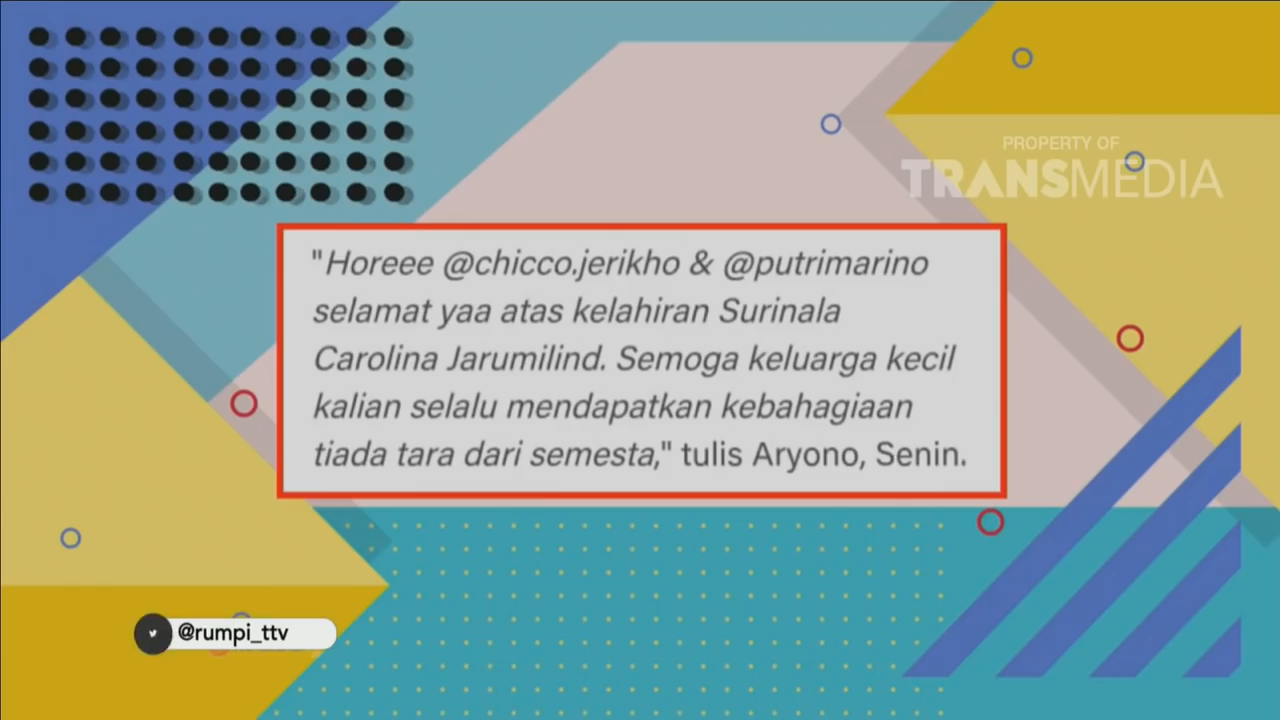 PROPERTY OF
TRANSMEDIA
"Horeee @chicco.jerikho & @putrimarino
selamat yaa atas kelahiran Surinala
Carolina Jarumilind. Semoga keluarga kecil
kalian selalu mendapatkan kebahagiaan
tiada tara dari semesta," tulis Aryono, Senin.
@rumpi_ttv